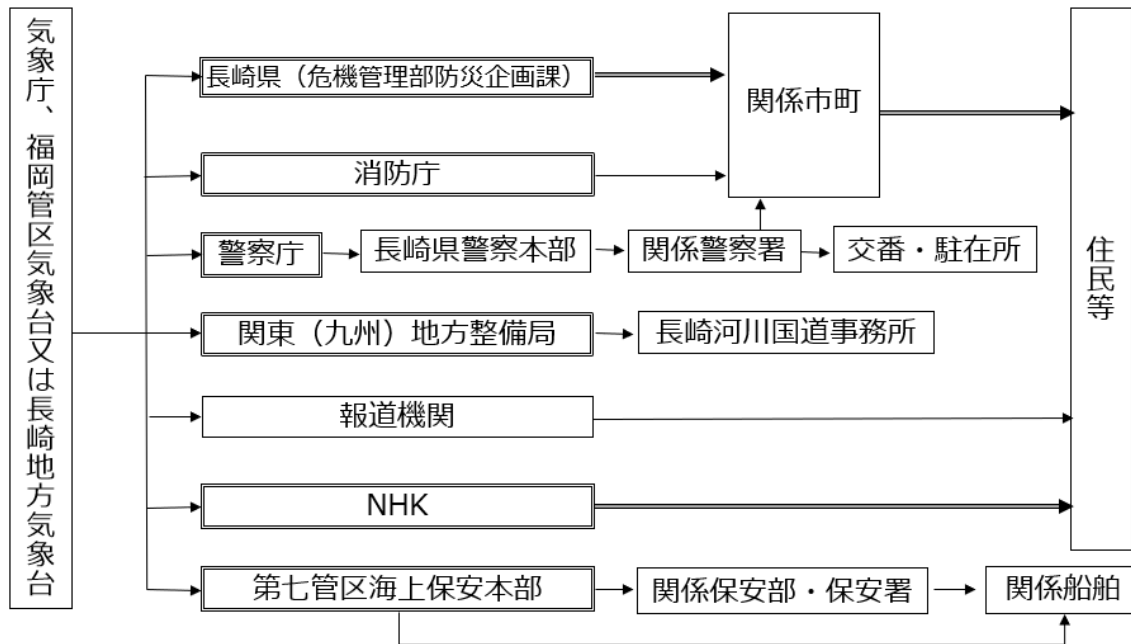 気象庁、福岡管区気象台又は長崎地方気象台
長崎県（危機管理部防災企画課）
関係市町
消防庁
警察庁
長崎県警察本部
関係警察署
交番・駐在所
関東（九州）地方整備局
長崎河川国道事務所
報道機関
NHK
第七管区海上保安本部
関係保安部・保安署
関係船舶
住民等